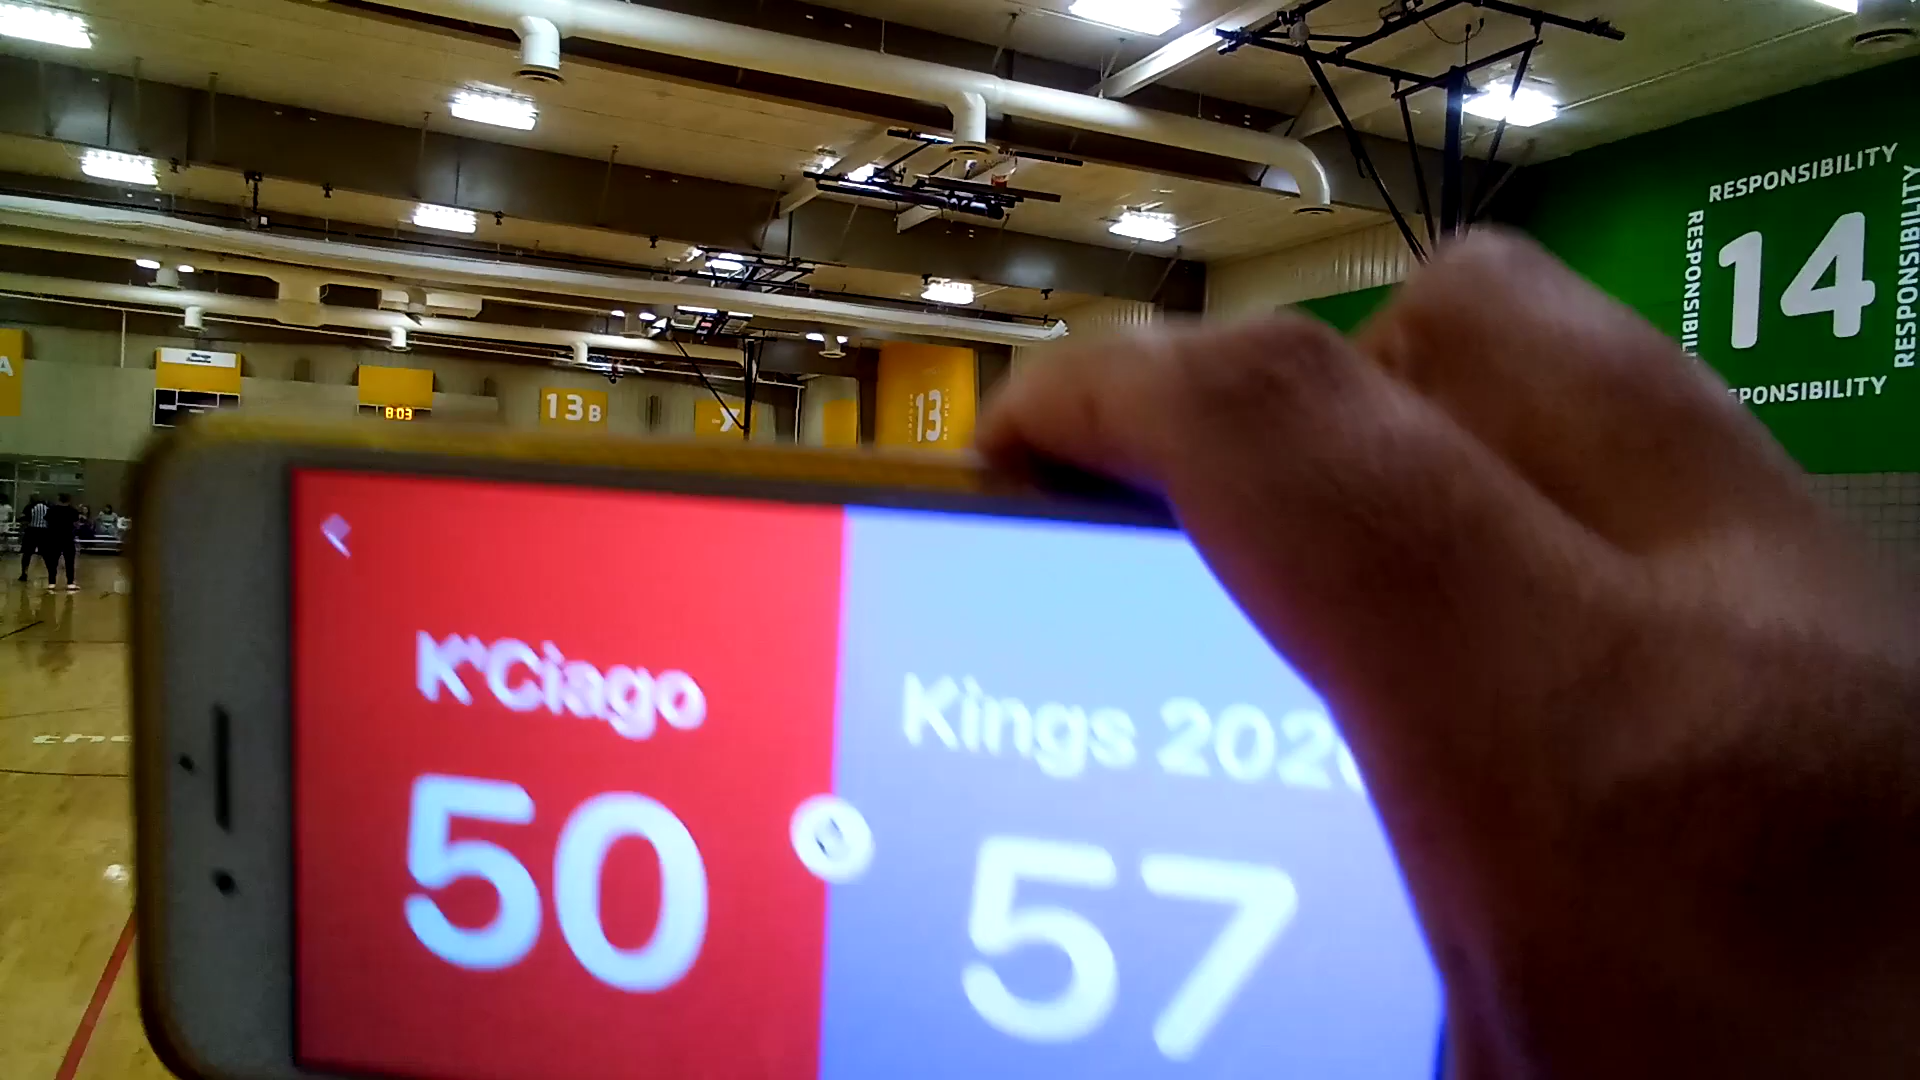 RESPONSIBILITY
RESPONSIBILITY
14
RESPONSIBILITY
SPONSIBILITY
A
8:03
13B
13
K'Ciago
50
Kings 202
57